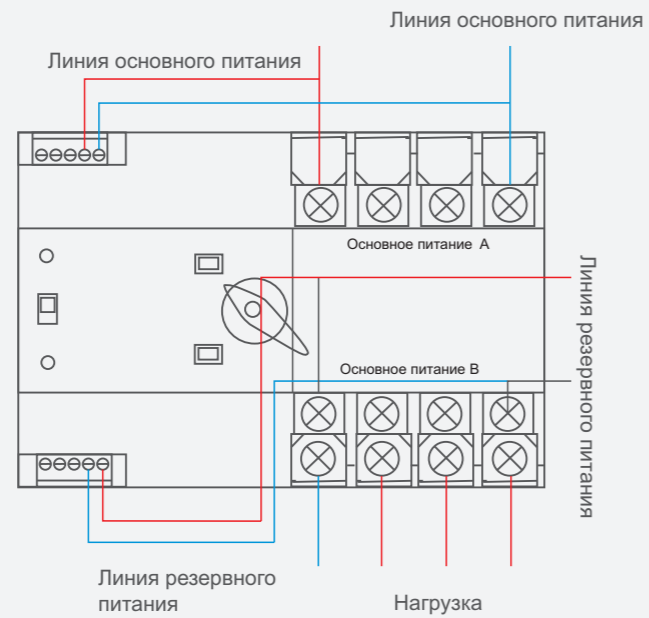 Линия основного питания
Линия основного питания
Основное питание А
Линия резервного питания
Основное питание В
Линия резервного
питания
Нагрузка